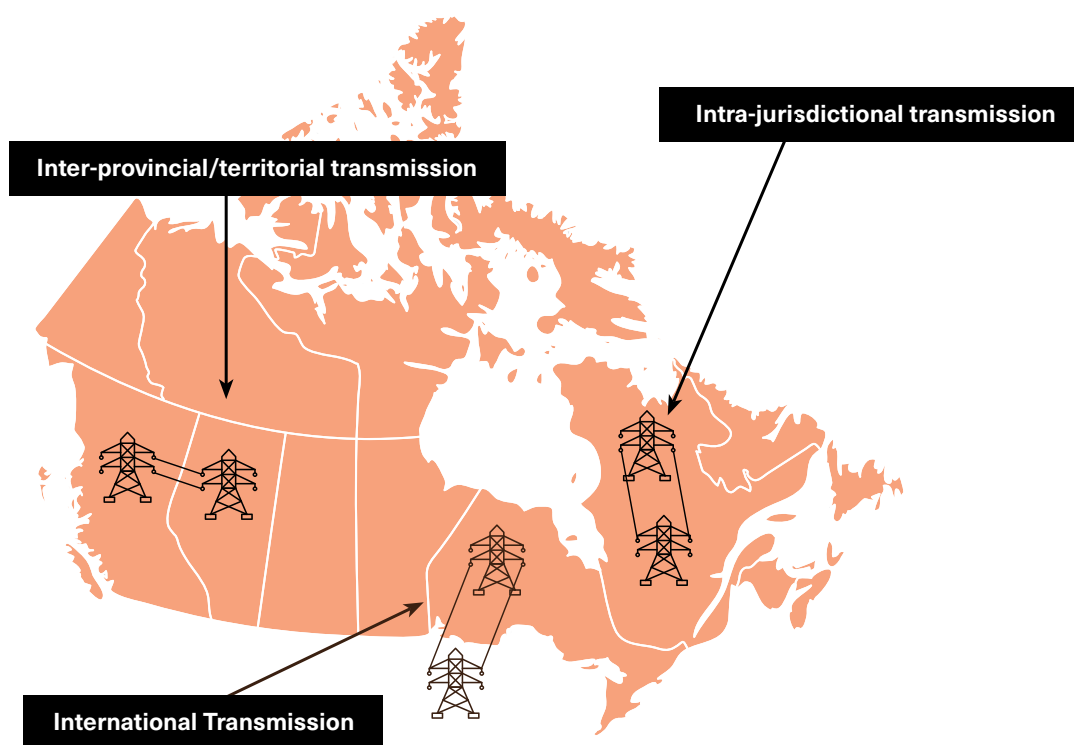 Intra-jurisdictional transmission
Inter-provincial/territorial transmission
International Transmission